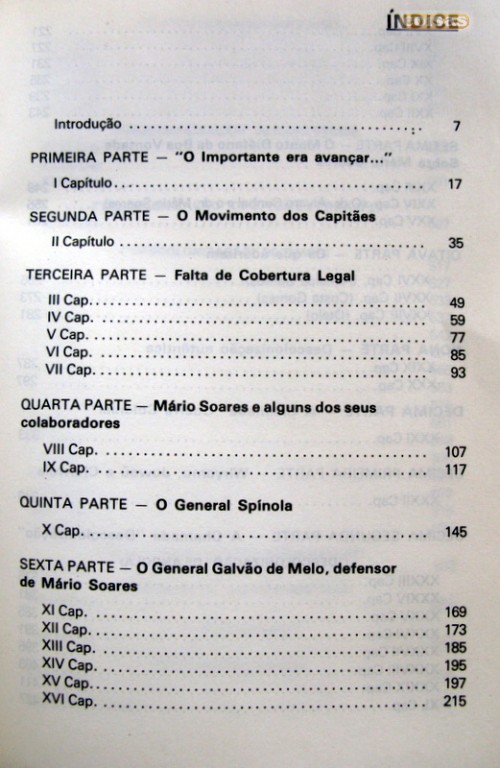 ÍNDICE
Introdução ........ 7
PRIMEIRA PARTE — "O Importante era avançar..."
I Capítulo ........ 17
SEGUNDA PARTE — O Movimento dos Capitães
II Capítulo ........ 35
TERCEIRA PARTE — Falta de Cobertura Legal
III Cap. ........ 49
IV Cap. ........ 59
V Cap. ........ 77
VI Cap. ........ 85
VII Cap. ........ 93
QUARTA PARTE — Mário Soares e alguns dos seus
colaboradores
VIII Cap. ........ 107
IX Cap. ........ 117
QUINTA PARTE — O General Spínola
X Cap. ........ 145
SEXTA PARTE — O General Galvão de Melo, defensor
de Mário Soares
XI Cap. ........ 169
XII Cap. ........ 173
XIII Cap. ........ 185
XIV Cap. ........ 195
XV Cap. ........ 197
XVI Cap. ........ 215